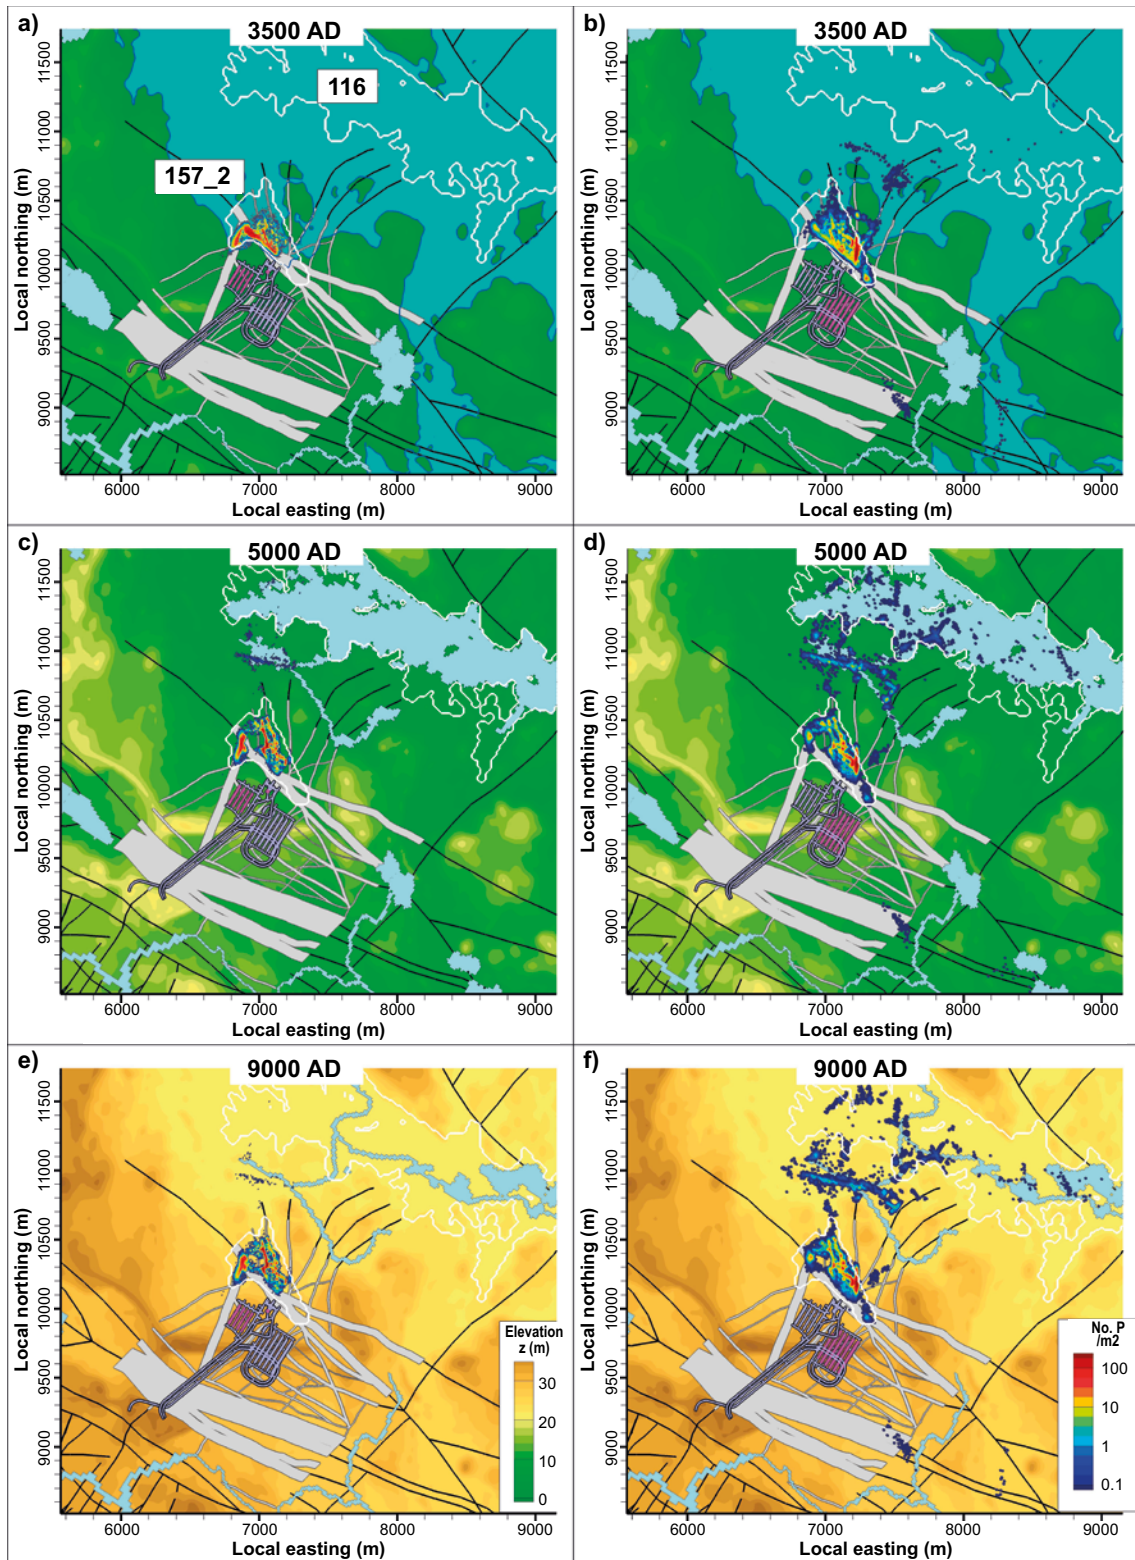 a)
3500 AD
116
157_2
11500
11000
10500
10000
9500
9000
Local northing (m)
6000 7000 8000 9000
Local easting (m)
b)
3500 AD
11500
11000
10500
10000
9500
9000
Local northing (m)
6000 7000 8000 9000
Local easting (m)
c)
5000 AD
11500
11000
10500
10000
9500
9000
Local northing (m)
6000 7000 8000 9000
Local easting (m)
d)
5000 AD
11500
11000
10500
10000
9500
9000
Local northing (m)
6000 7000 8000 9000
Local easting (m)
e)
9000 AD
11500
11000
10500
10000
9500
9000
Local northing (m)
Elevation
z (m)
30
20
10
0
6000 7000 8000 9000
Local easting (m)
f)
9000 AD
11500
11000
10500
10000
9500
9000
Local northing (m)
No. P
/m2
100
10
1
0.1
6000 7000 8000 9000
Local easting (m)